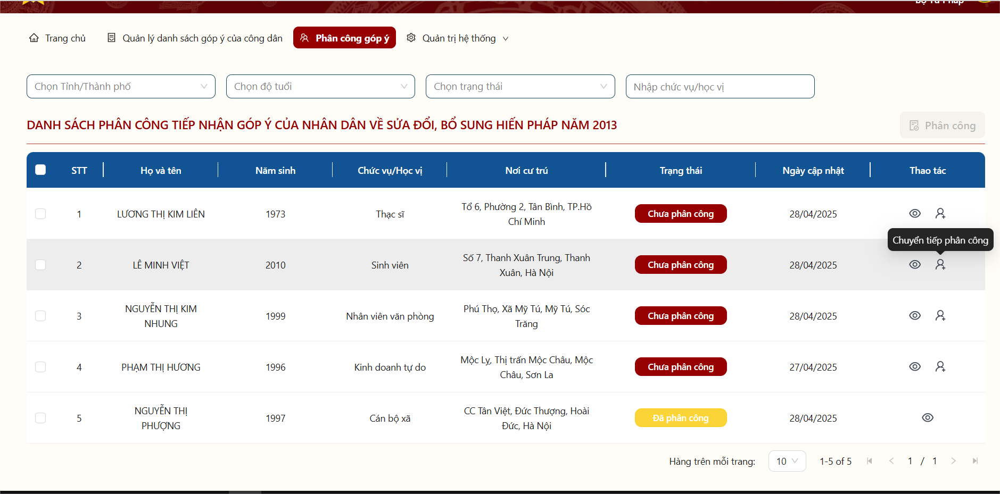 Bộ Tư Pháp
Trang chủ
Quản lý danh sách góp ý của công dân
Phân công góp ý
Quản trị hệ thống
Chọn Tỉnh/Thành phố
Chọn độ tuổi
Chọn trạng thái
Nhập chức vụ/học vị
DANH SÁCH PHÂN CÔNG TIẾP NHẬN GÓP Ý CỦA NHÂN DÂN VỀ SỬA ĐỔI, BỔ SUNG HIẾN PHÁP NĂM 2013
Phân công
STT Họ và tên Năm sinh Chức vụ/Học vị Nơi cư trú Trạng thái Ngày cập nhật Thao tác
1 LƯƠNG THỊ KIM LIÊN 1973 Thạc sĩ Tổ 6, Phường 2, Tân Bình, TP.Hồ
Chí Minh
Chưa phân công 28/04/2025
Chuyển tiếp phân công
2 LÊ MINH VIỆT 2010 Sinh viên Số 7, Thanh Xuân Trung, Thanh
Xuân, Hà Nội
Chưa phân công 28/04/2025
3 NGUYỄN THỊ KIM
NHUNG
1999 Nhân viên văn phòng Phú Thọ, Xã Mỹ Tú, Mỹ Tú, Sóc
Trăng
Chưa phân công 28/04/2025
4 PHẠM THỊ HƯƠNG 1996 Kinh doanh tự do Mộc Lỵ, Thị trấn Mộc Châu, Mộc
Châu, Sơn La
Chưa phân công 27/04/2025
5 NGUYỄN THỊ
PHƯỢNG
1997 Cán bộ xã CC Tân Việt, Đức Thượng, Hoài
Đức, Hà Nội
Đã phân công 28/04/2025
Hàng trên mỗi trang: 10 1-5 of 5 1 / 1